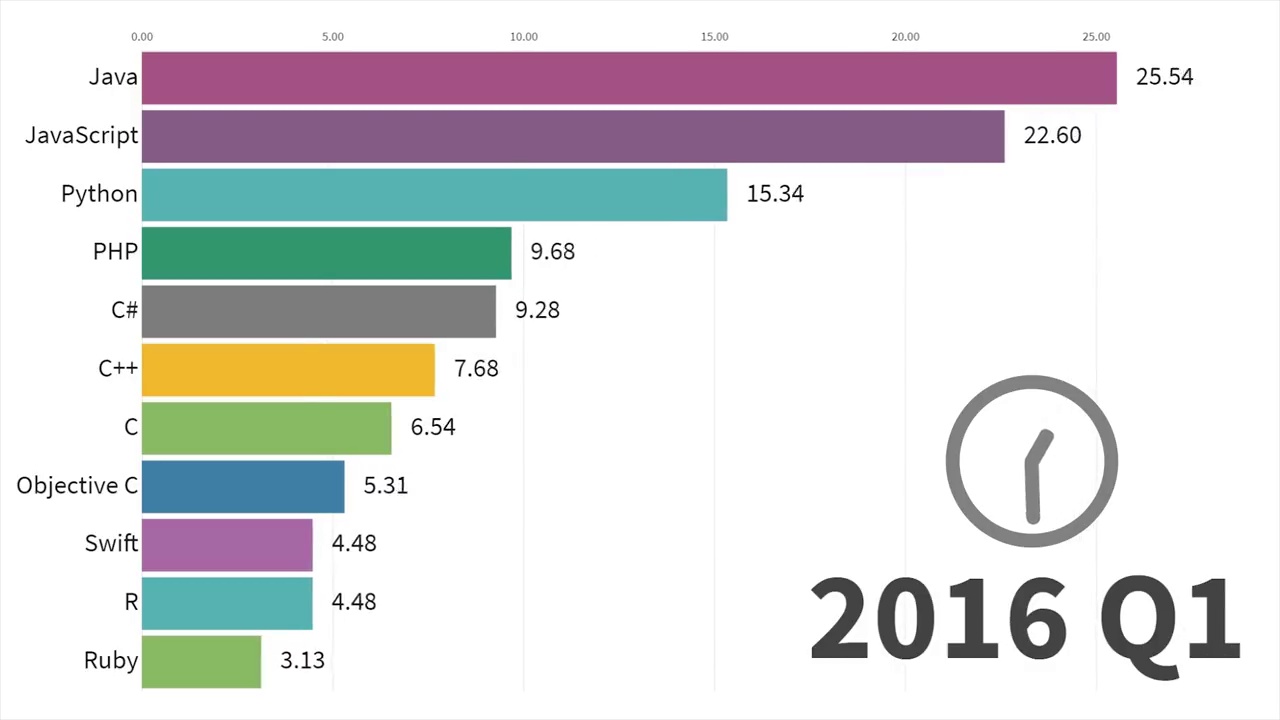 0.00 5.00 10.00 15.00 20.00 25.00
Java 25.54
JavaScript 22.60
Python 15.34
PHP 9.68
C# 9.28
C++ 7.68
C 6.54
Objective C 5.31
Swift 4.48
R 4.48
Ruby 3.13
2016 Q1